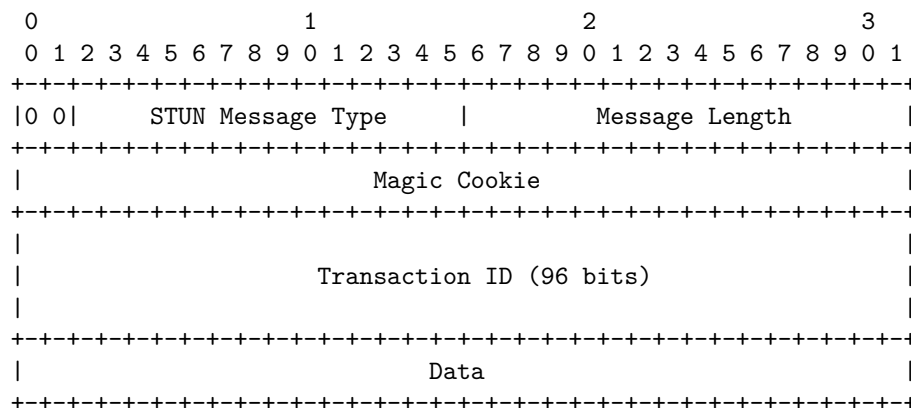 0                   1                   2                   3
0 1 2 3 4 5 6 7 8 9 0 1 2 3 4 5 6 7 8 9 0 1 2 3 4 5 6 7 8 9 0 1
+-+-+-+-+-+-+-+-+-+-+-+-+-+-+-+-+-+-+-+-+-+-+-+-+-+-+-+-+-+-+-+-+
|0 0|     STUN Message Type     |         Message Length        |
+-+-+-+-+-+-+-+-+-+-+-+-+-+-+-+-+-+-+-+-+-+-+-+-+-+-+-+-+-+-+-+-+
|                         Magic Cookie                          |
+-+-+-+-+-+-+-+-+-+-+-+-+-+-+-+-+-+-+-+-+-+-+-+-+-+-+-+-+-+-+-+-+
|                                                               |
|                     Transaction ID (96 bits)                  |
|                                                               |
+-+-+-+-+-+-+-+-+-+-+-+-+-+-+-+-+-+-+-+-+-+-+-+-+-+-+-+-+-+-+-+-+
|                             Data                              |
+-+-+-+-+-+-+-+-+-+-+-+-+-+-+-+-+-+-+-+-+-+-+-+-+-+-+-+-+-+-+-+-+